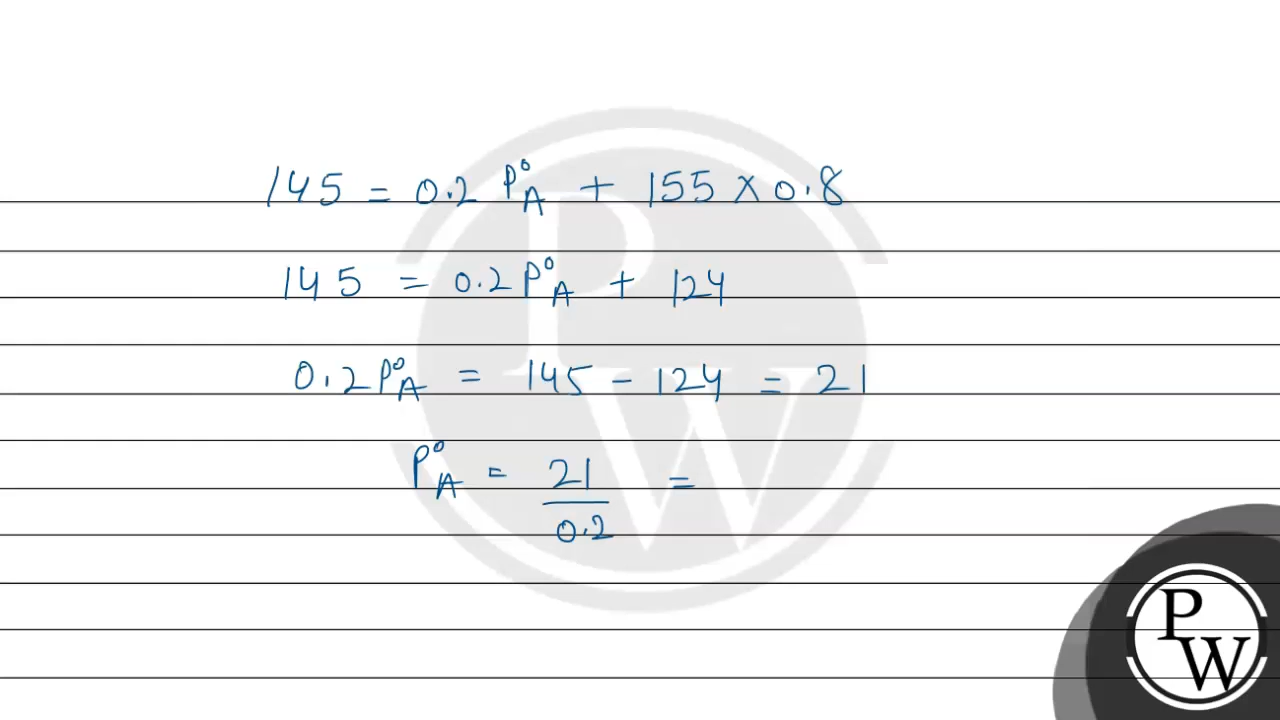 145 = 0.2 P°A + 155 × 0.8
145 = 0.2 P°A + 124
0.2 P°A = 145 - 124 = 21
P°A = 21/0.2 =
PW
PW